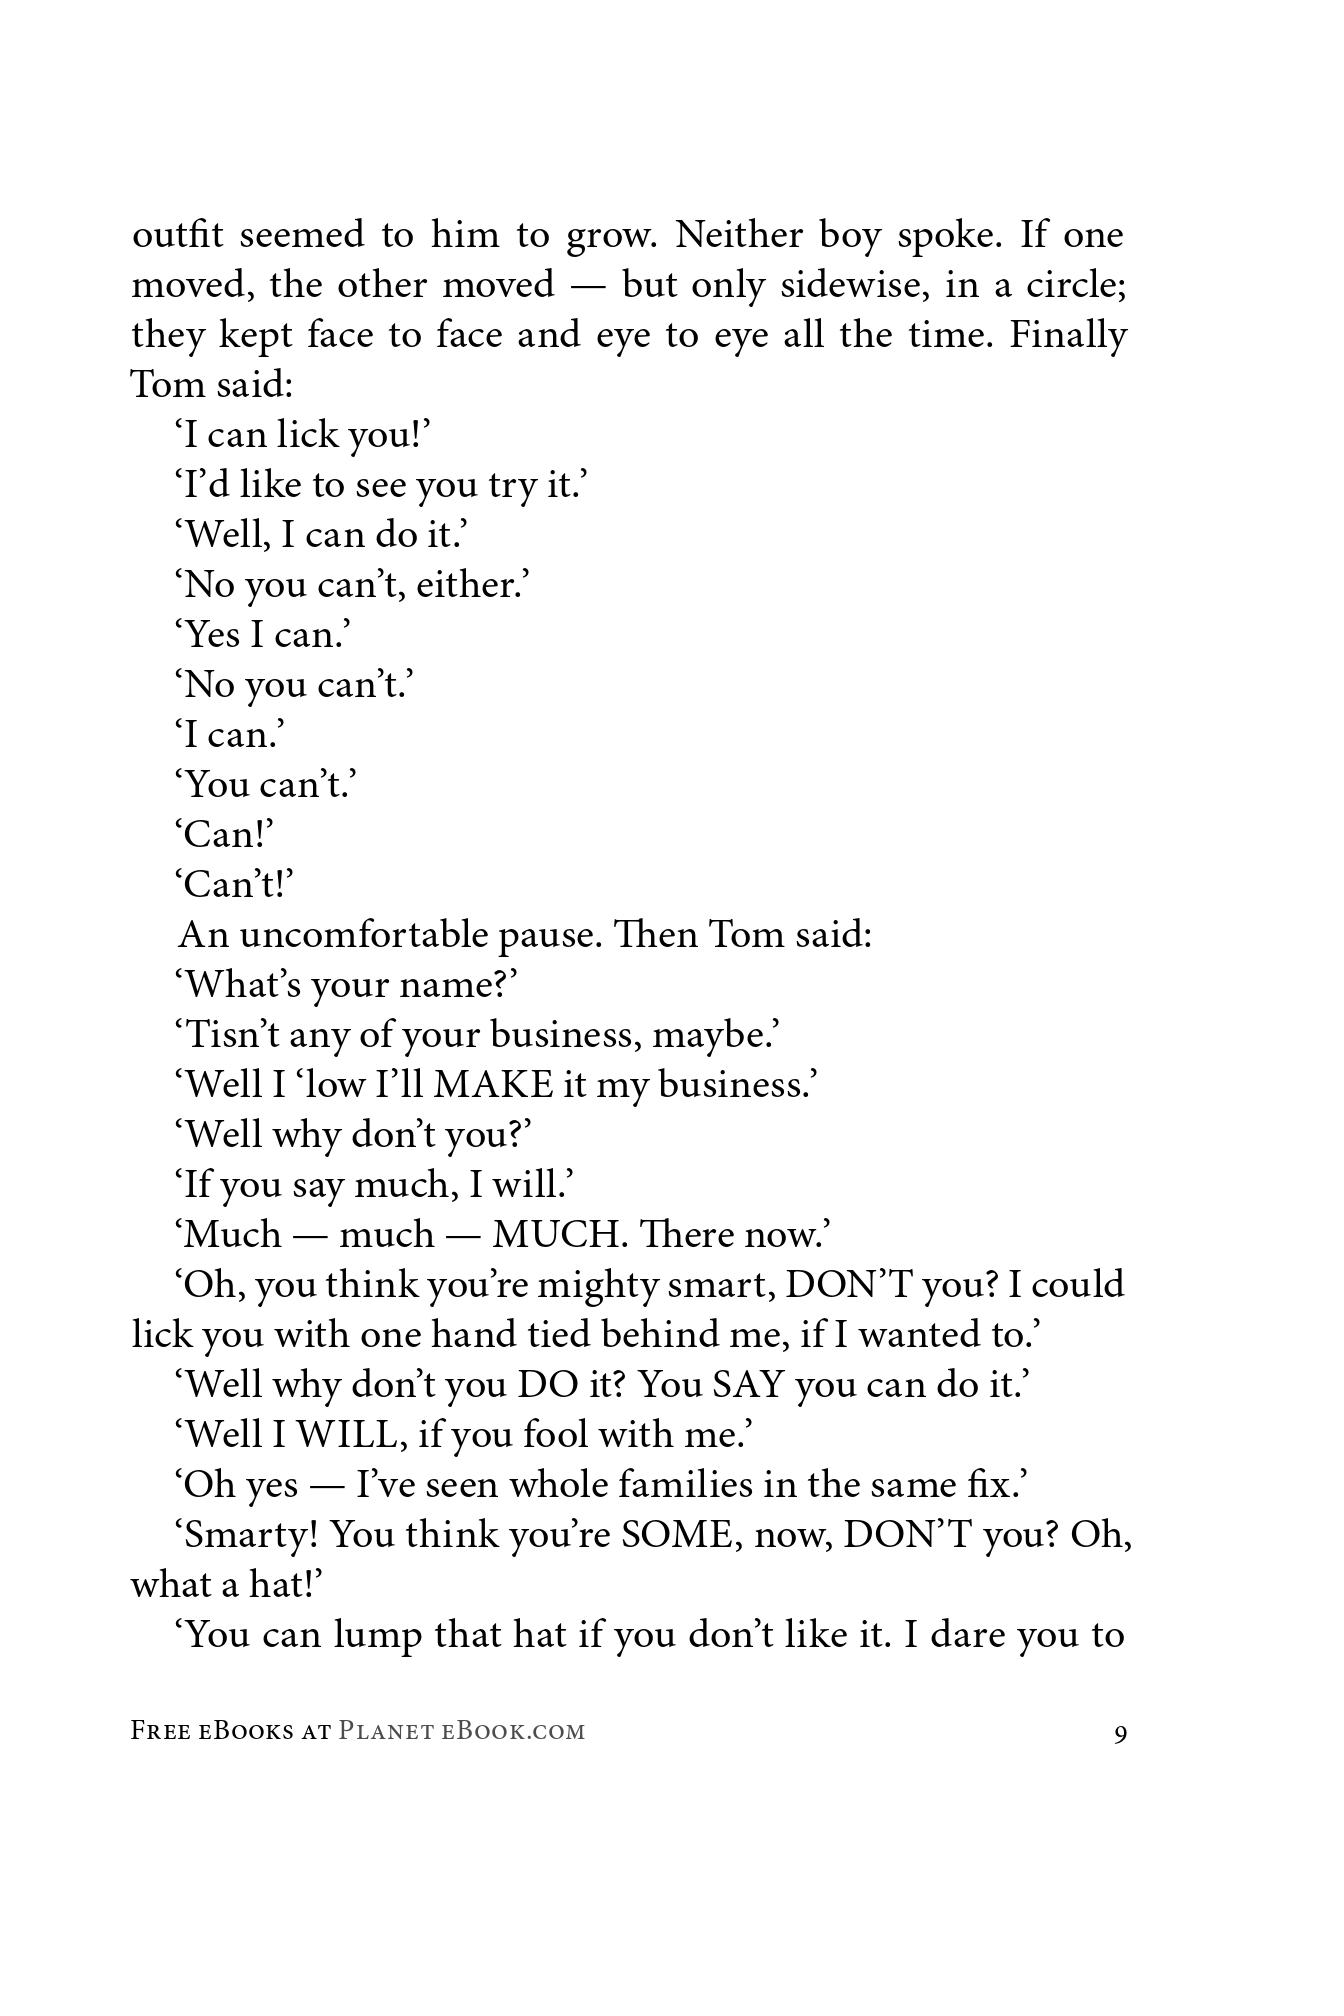 outfit seemed to him to grow. Neither boy spoke. If one
moved, the other moved — but only sidewise, in a circle;
they kept face to face and eye to eye all the time. Finally
Tom said:
‘I can lick you!’
‘I’d like to see you try it.’
‘Well, I can do it.’
‘No you can’t, either.’
‘Yes I can.’
‘No you can’t.’
‘I can.’
‘You can’t.’
‘Can!’
‘Can’t!’
An uncomfortable pause. Then Tom said:
‘What’s your name?’
‘Tisn’t any of your business, maybe.’
‘Well I ‘low I’ll MAKE it my business.’
‘Well why don’t you?’
‘If you say much, I will.’
‘Much — much — MUCH. There now.’
‘Oh, you think you’re mighty smart, DON’T you? I could
lick you with one hand tied behind me, if I wanted to.’
‘Well why don’t you DO it? You SAY you can do it.’
‘Well I WILL, if you fool with me.’
‘Oh yes — I’ve seen whole families in the same fix.’
‘Smarty! You think you’re SOME, now, DON’T you? Oh,
what a hat!’
‘You can lump that hat if you don’t like it. I dare you to
Free eBooks at Planet eBook.com 9